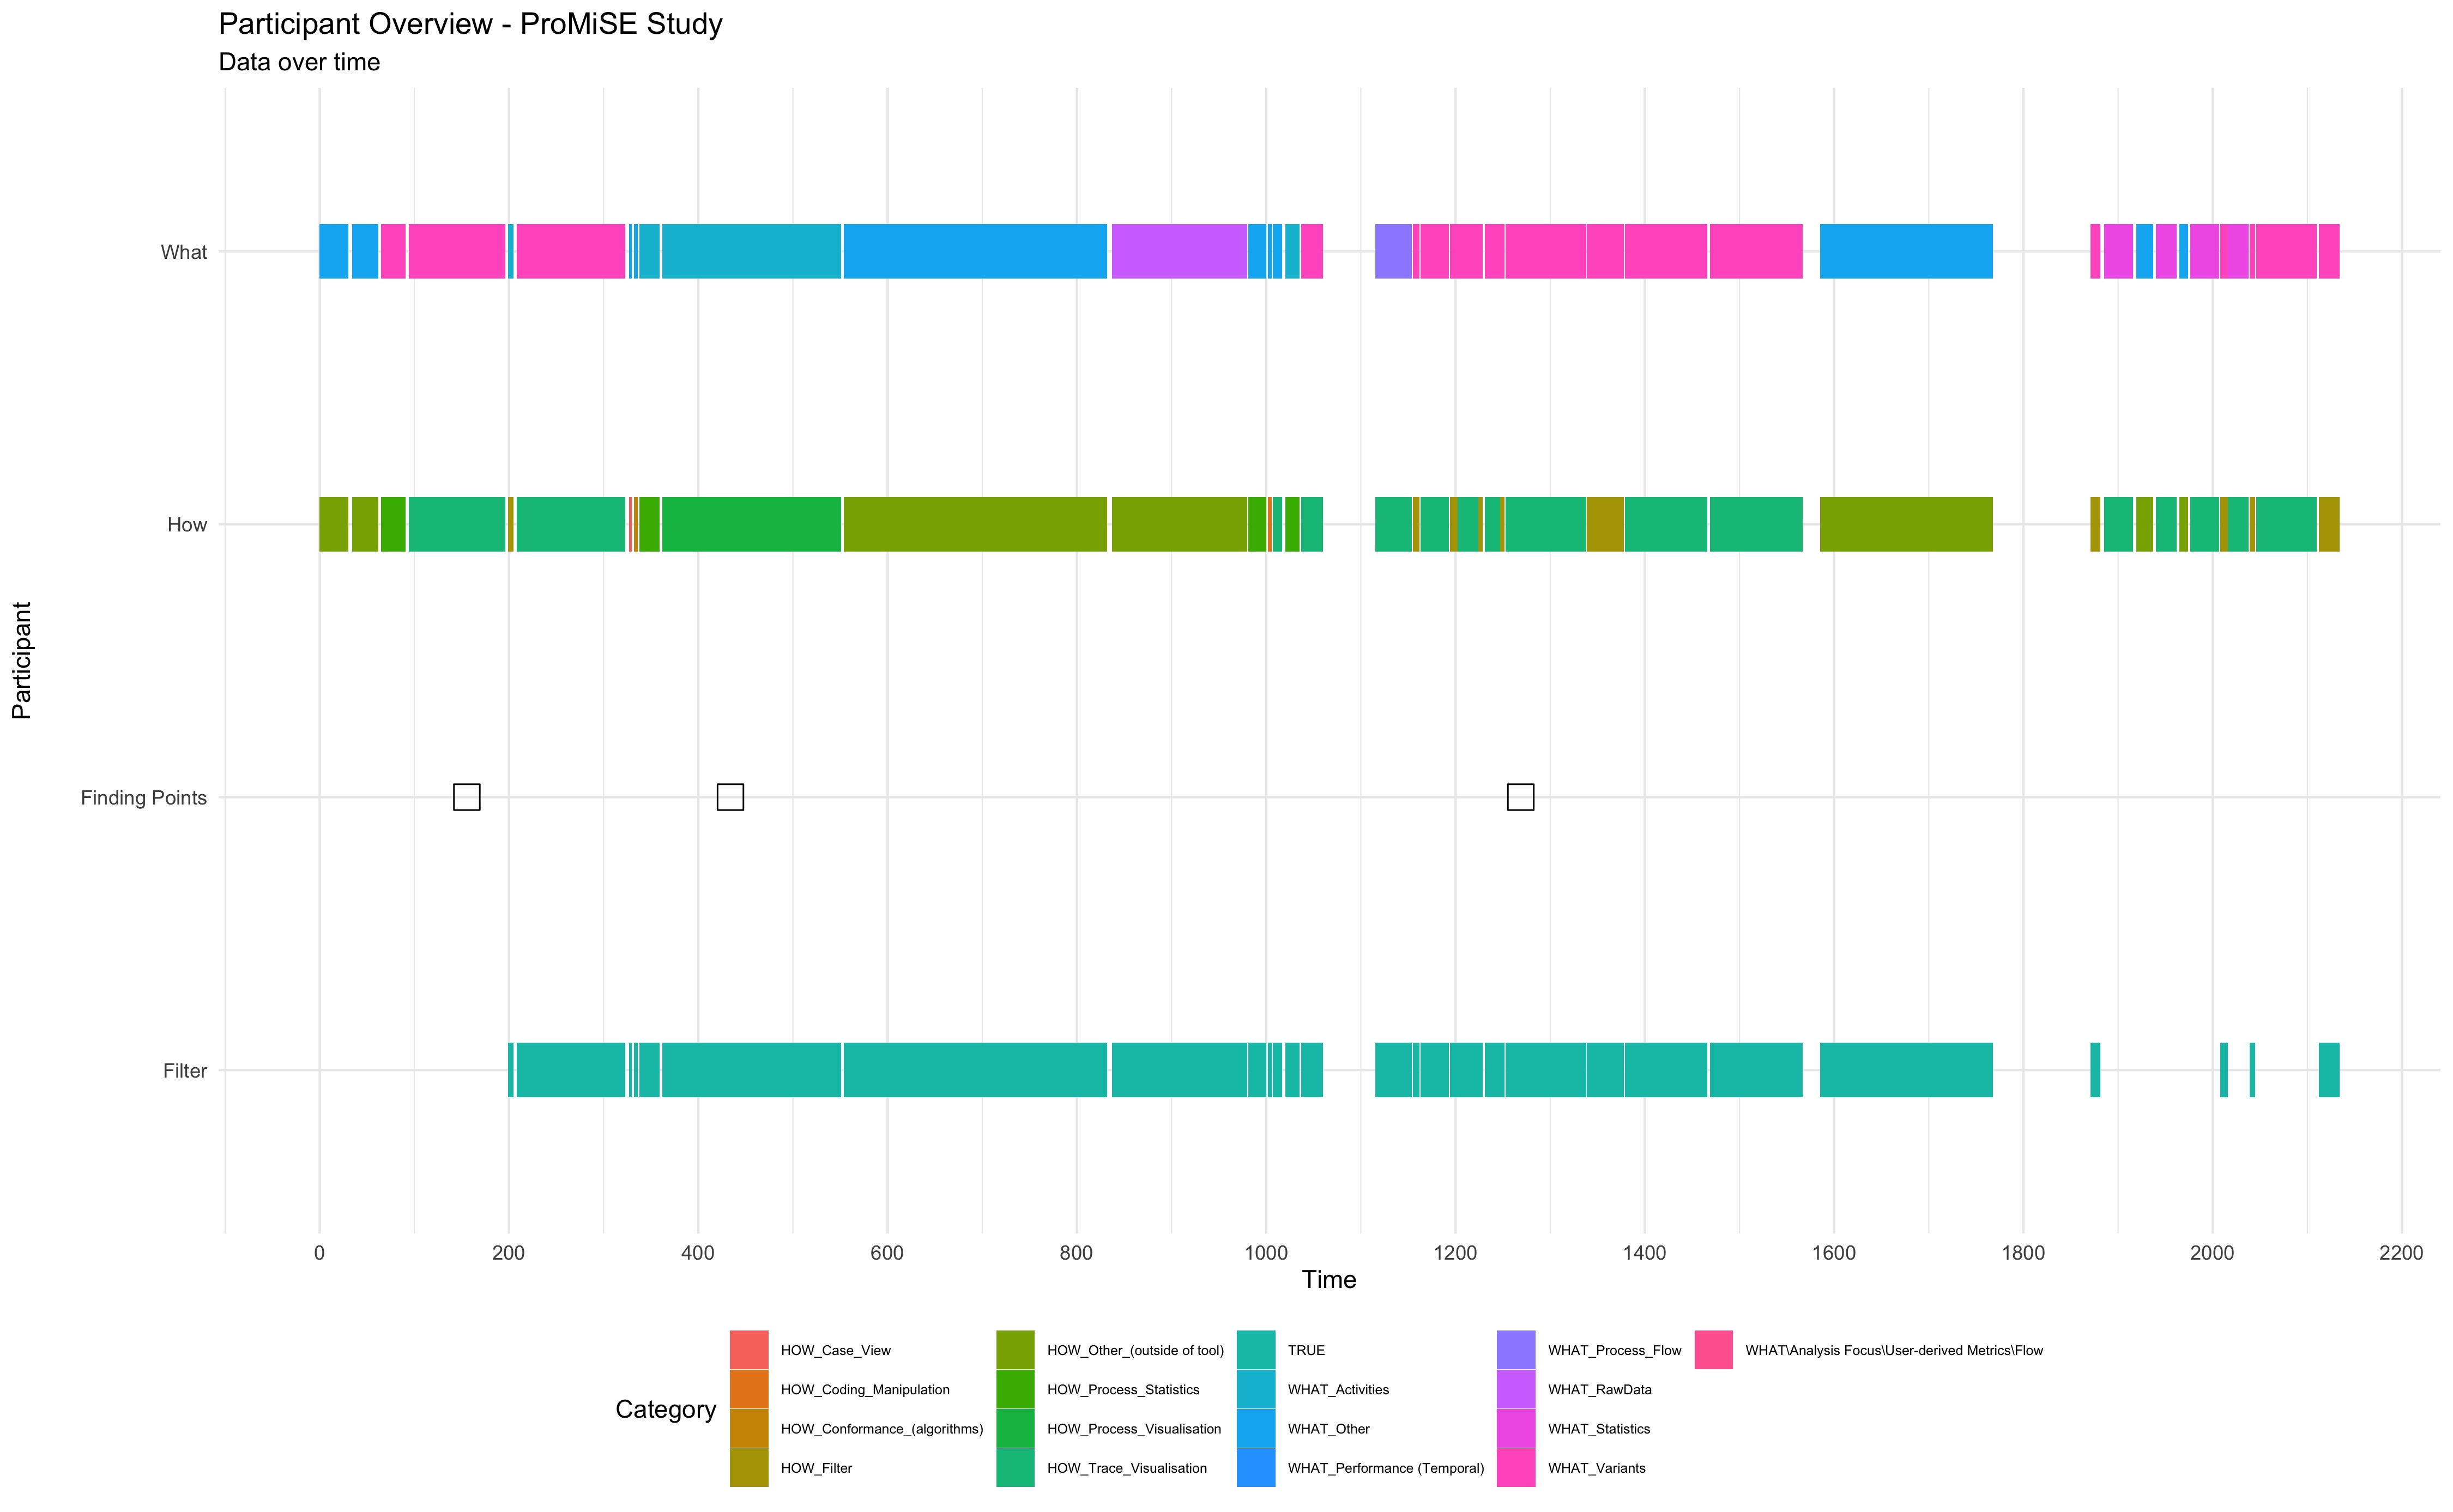 Participant Overview - ProMiSE Study
Data over time
What
How
Finding Points
Filter
Participant
0 200 400 600 800 1000 1200 1400 1600 1800 2000 2200
Time
Category
HOW_Case_View
HOW_Coding_Manipulation
HOW_Conformance_(algorithms)
HOW_Filter
HOW_Other_(outside of tool)
HOW_Process_Statistics
HOW_Process_Visualisation
HOW_Trace_Visualisation
TRUE
WHAT_Activities
WHAT_Other
WHAT_Performance (Temporal)
WHAT_Process_Flow
WHAT_RawData
WHAT_Statistics
WHAT_Variants
WHAT\Analysis Focus\User-derived Metrics\Flow